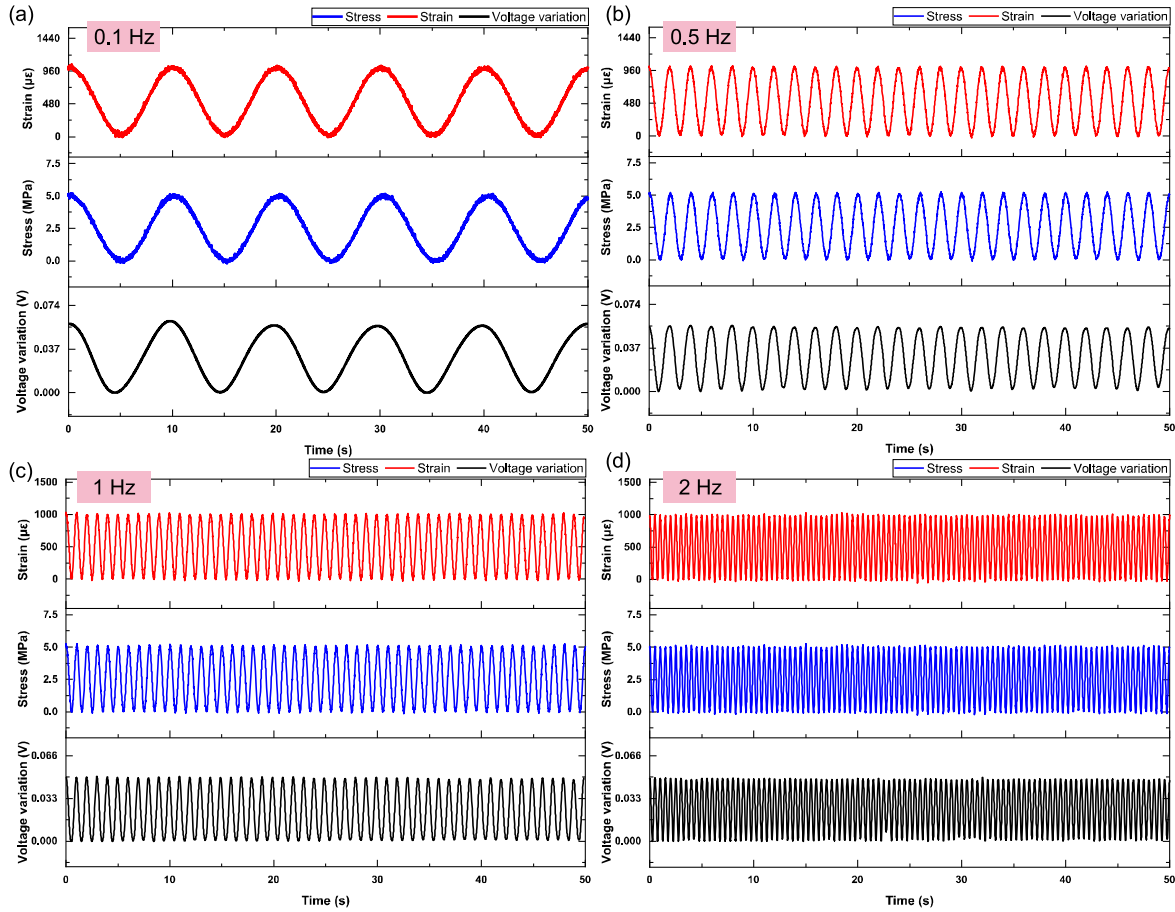 (a)
0.1 Hz
Stress Strain Voltage variation
Strain (με)
1440
960
480
0
Stress (MPa)
7.5
5.0
2.5
0.0
Voltage variation (V)
0.074
0.037
0.000
0 10 20 30 40 50
Time (s)
(b)
0.5 Hz
Stress Strain Voltage variation
Strain (με)
1440
960
480
0
Stress (MPa)
7.5
5.0
2.5
0.0
Voltage variation (V)
0.074
0.037
0.000
0 10 20 30 40 50
Time (s)
(c)
1 Hz
Stress Strain Voltage variation
Strain (με)
1500
1000
500
0
Stress (MPa)
7.5
5.0
2.5
0.0
Voltage variation (V)
0.066
0.033
0.000
0 10 20 30 40 50
Time (s)
(d)
2 Hz
Stress Strain Voltage variation
Strain (με)
1500
1000
500
0
Stress (MPa)
7.5
5.0
2.5
0.0
Voltage variation (V)
0.066
0.033
0.000
0 10 20 30 40 50
Time (s)